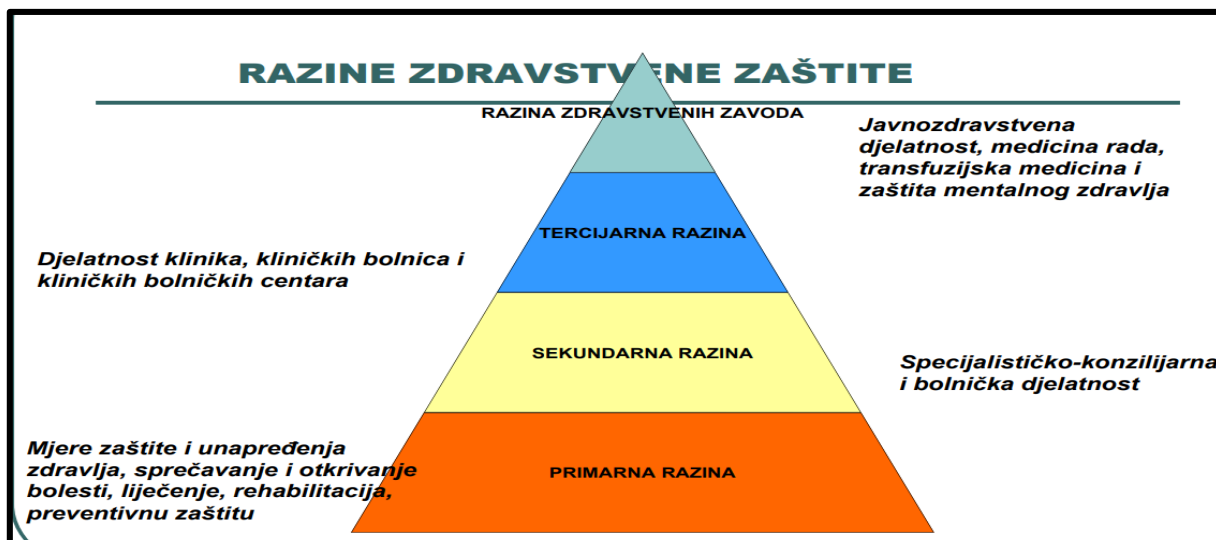 RAZINE ZDRAVSTVENE ZAŠTITE
RAZINA ZDRAVSTVENIH ZAVODA
Javnozdravstvena
djelatnost, medicina rada,
transfuzijska medicina i
zaštita mentalnog zdravlja
TERCIJARNA RAZINA
Djelatnost klinika, kliničkih bolnica i
kliničkih bolničkih centara
SEKUNDARNA RAZINA
Specijalističko-konzilijarna
i bolnička djelatnost
Mjere zaštite i unapređenja
zdravlja, sprečavanje i otkrivanje
bolesti, liječenje, rehabilitacija,
preventivnu zaštitu
PRIMARNA RAZINA